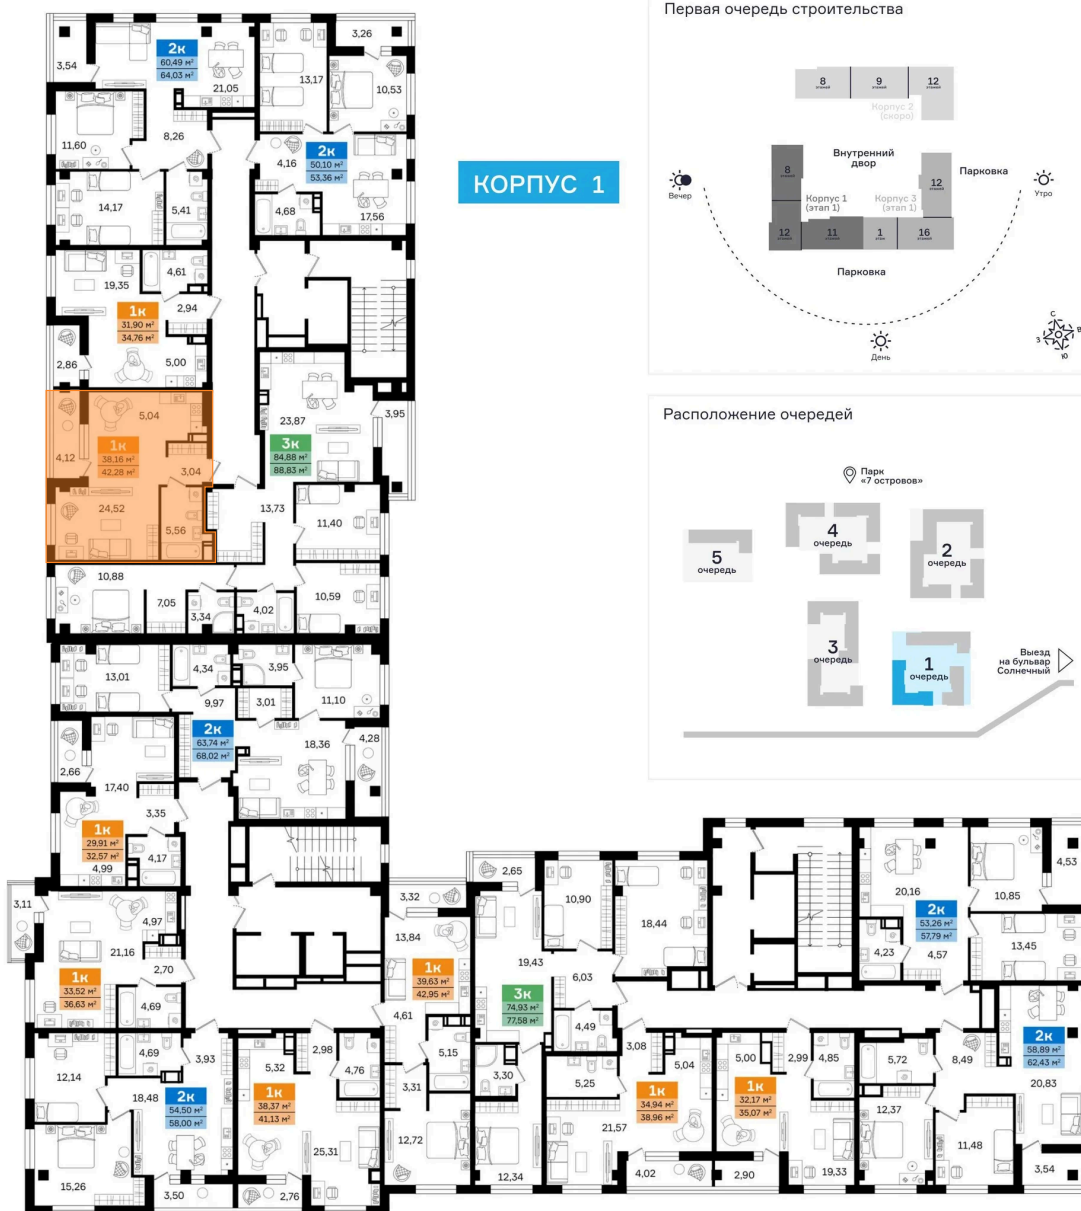 Первая очередь строительства
8
этажей
9
этажей
12
этажей
Корпус 2
(скоро)
Внутренний
двор
8
этажей
12
этажей
Парковка
Вечер
Утро
Корпус 1
(этап 1)
Корпус 3
(этап 1)
12
этажей
11
этажей
1
этаж
16
этажей
Парковка
День
С
В
З
Ю
КОРПУС 1
Расположение очередей
Парк
«7 островов»
5
очередь
4
очередь
2
очередь
3
очередь
1
очередь
Выезд
на бульвар
Солнечный
3,54
2к
60,49 м²
64,03 м²
21,05
13,17
3,26
10,53
11,60
8,26
4,16
2к
50,10 м²
53,36 м²
14,17
5,41
4,68
17,56
19,35
4,61
1к
31,90 м²
34,76 м²
2,94
2,86
5,00
5,04
23,87
3,95
4,12
1к
38,16 м²
42,28 м²
3,04
3к
84,88 м²
88,83 м²
24,52
5,56
13,73
11,40
10,88
7,05
3,34
4,02
10,59
13,01
4,34
3,95
11,10
9,97
3,01
2к
63,74 м²
68,02 м²
18,36
4,28
2,66
17,40
3,35
1к
29,91 м²
32,57 м²
4,17
4,99
3,11
4,97
21,16
2,70
1к
33,52 м²
36,63 м²
4,69
3,32
13,84
1к
39,63 м²
42,95 м²
4,61
2,65
10,90
18,44
19,43
6,03
3к
74,93 м²
77,58 м²
4,49
20,16
10,85
4,53
2к
53,26 м²
57,79 м²
4,23
4,57
13,45
12,14
4,69
3,93
18,48
2к
54,50 м²
58,00 м²
15,26
3,50
5,32
2,98
4,76
1к
38,37 м²
41,13 м²
25,31
2,76
5,15
3,31
12,72
3,30
12,34
5,25
3,08
5,04
1к
34,94 м²
38,96 м²
21,57
4,02
5,00
2,99
4,85
1к
32,17 м²
35,07 м²
19,33
2,90
5,72
8,49
2к
58,89 м²
62,43 м²
20,83
12,37
11,48
3,54